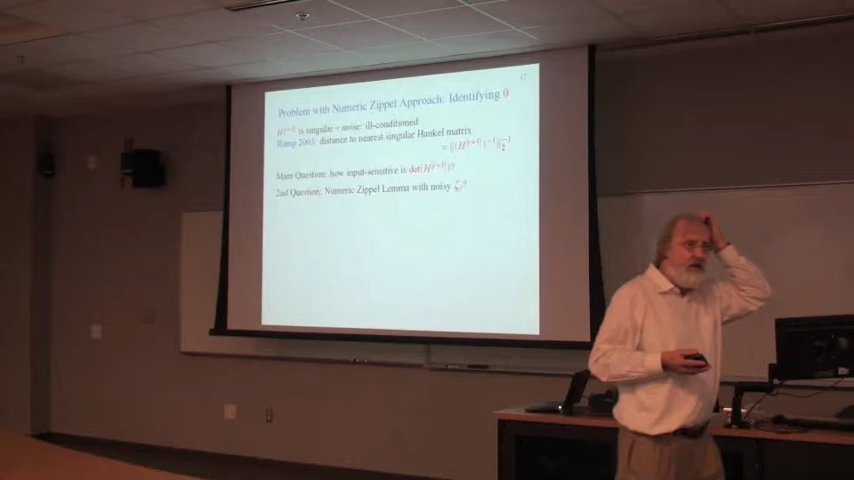 Problem with Numeric Zippel Approach: Identifying 0
is singular + noise: ill-conditioned
Rump 2003: distance to nearest singular Hankel matrix
Main Question: how input-sensitive is det(
2nd Question: Numeric Zippel Lemma with noisy ζ